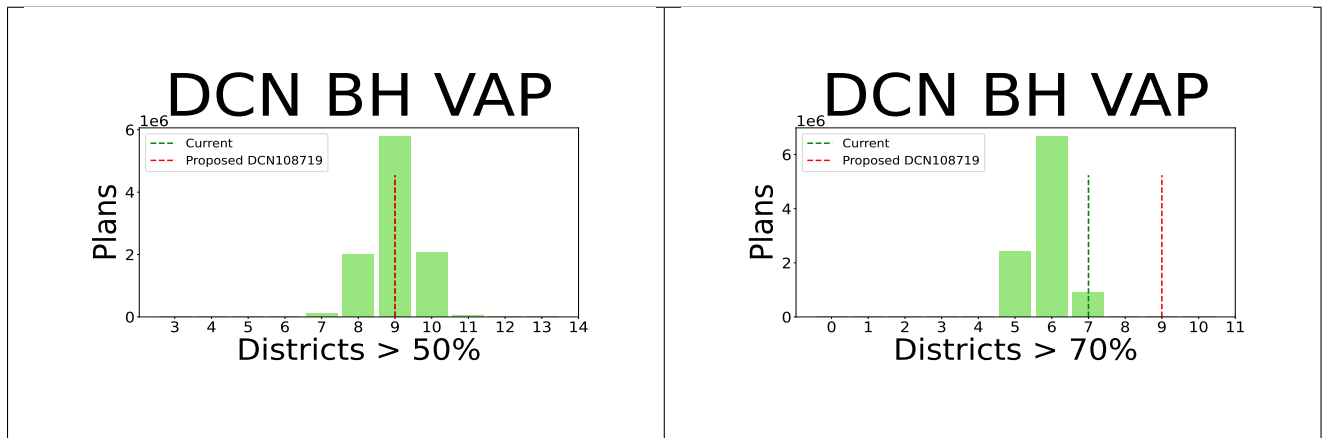 DCN BH VAP
1e6
6
4
2
0
Plans
Current
Proposed DCN108719
3 4 5 6 7 8 9 10 11 12 13 14
Districts > 50%
DCN BH VAP
1e6
6
4
2
0
Plans
Current
Proposed DCN108719
0 1 2 3 4 5 6 7 8 9 10 11
Districts > 70%